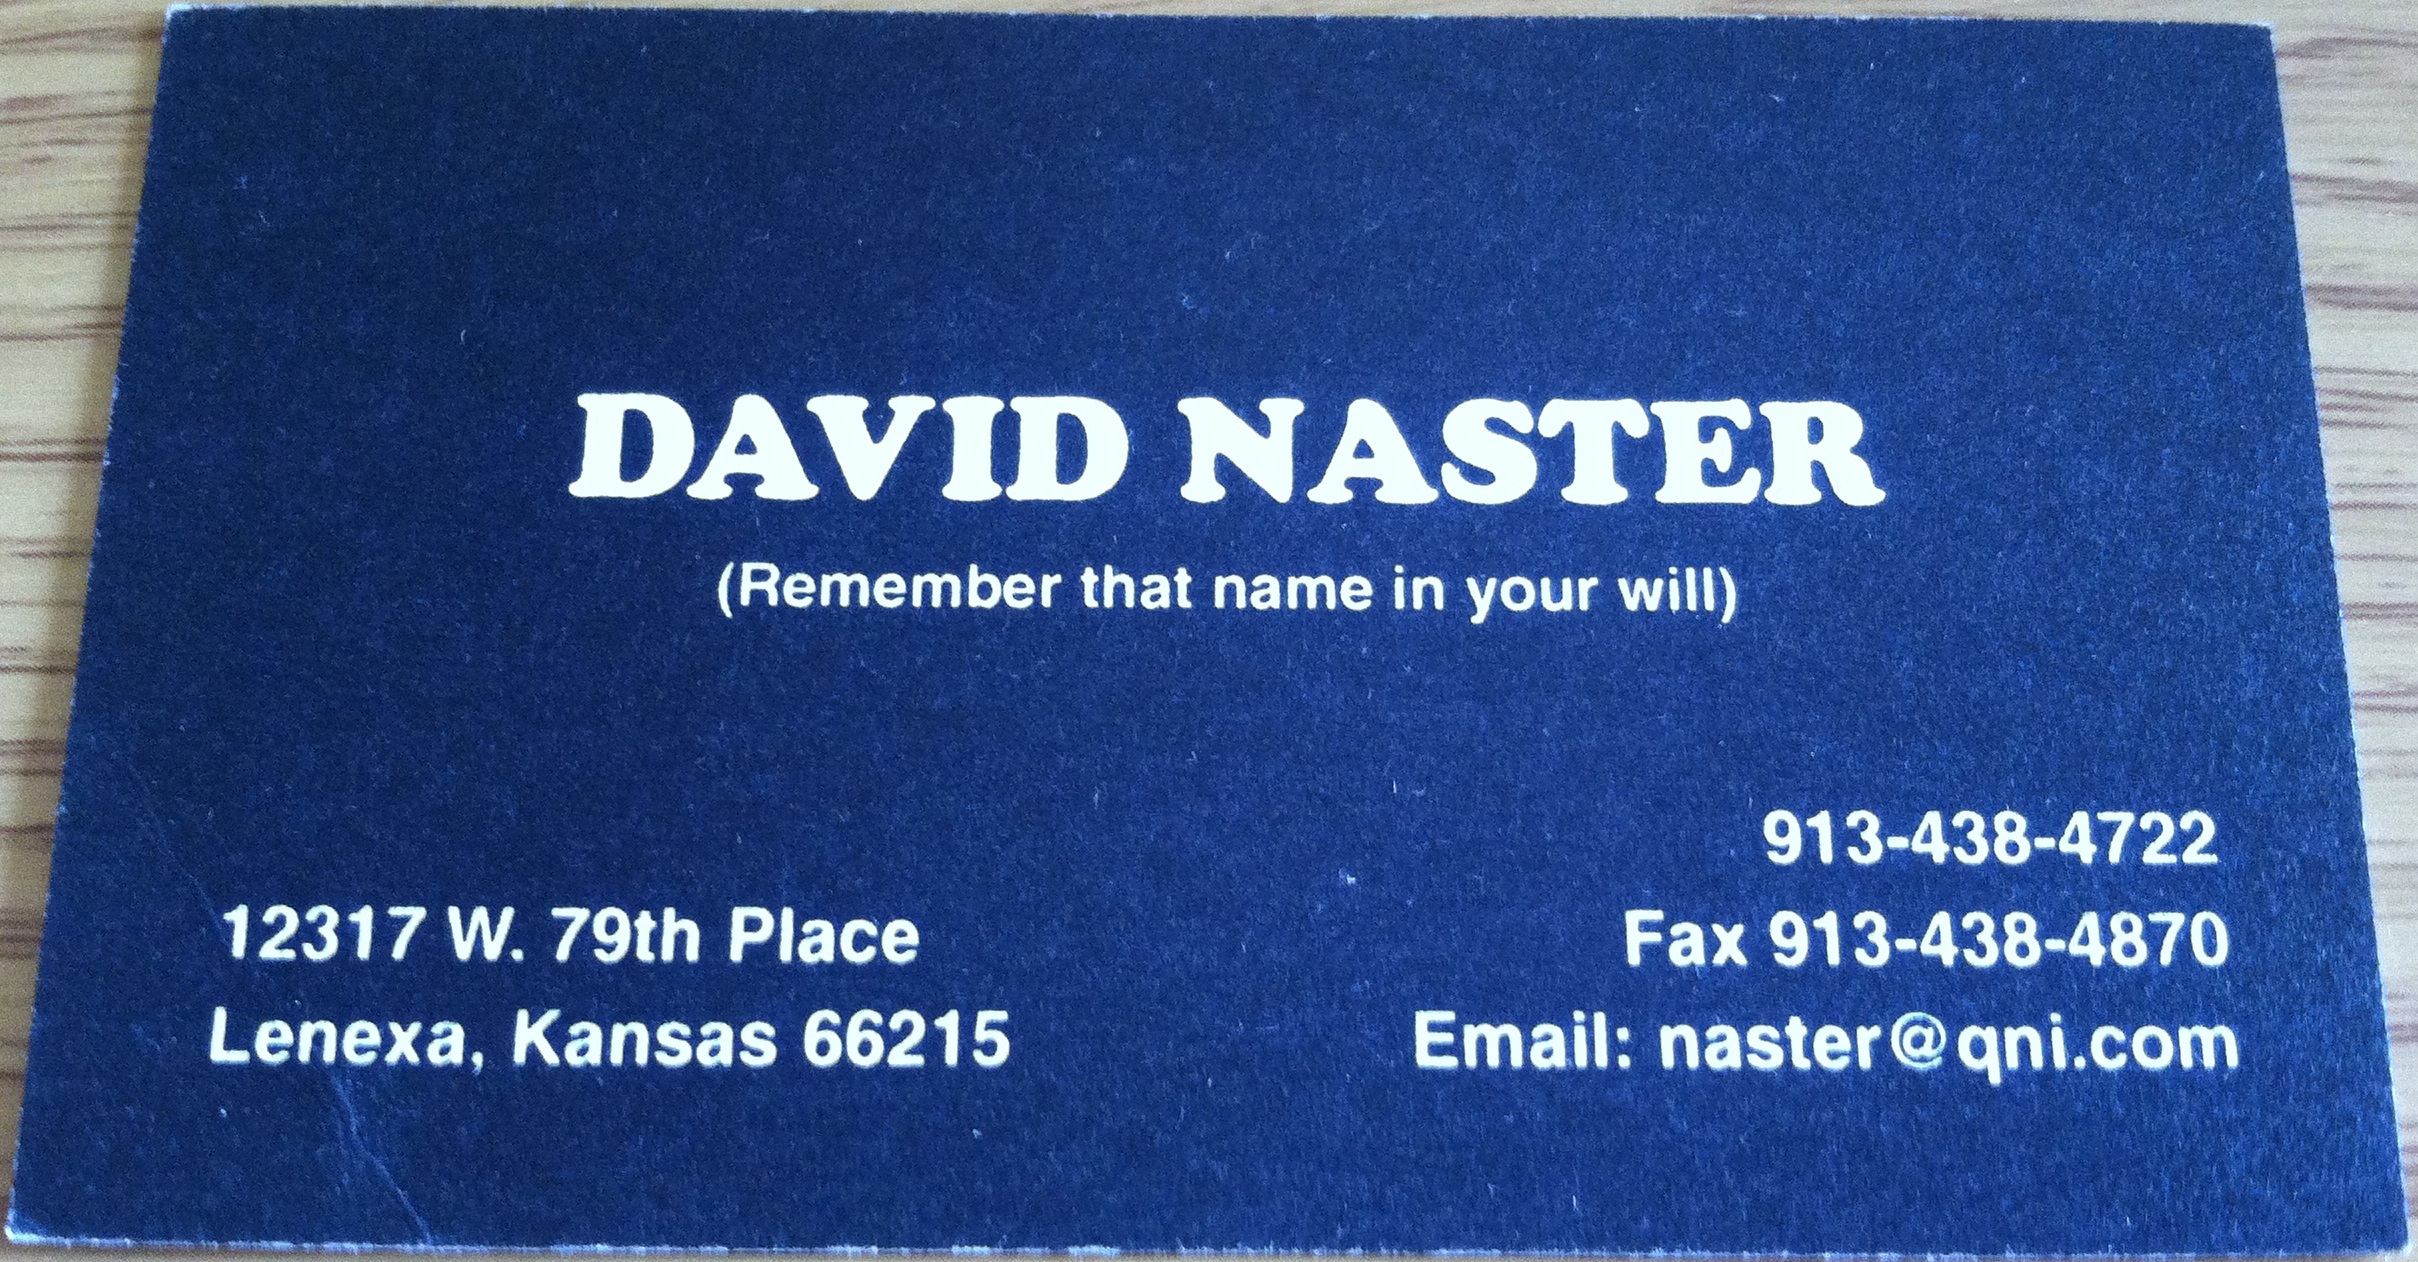 DAVID NASTER
(Remember that name in your will)
913-438-4722
12317 W. 79th Place
Fax 913-438-4870
Lenexa, Kansas 66215
Email: naster@qni.com